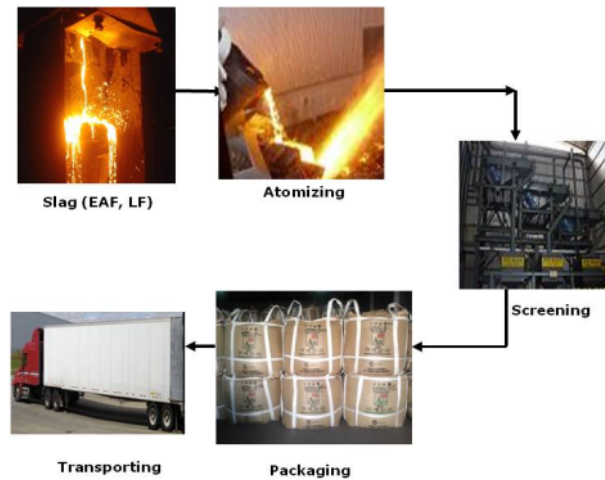 Slag (EAF, LF)
Atomizing
Screening
Packaging
Transporting